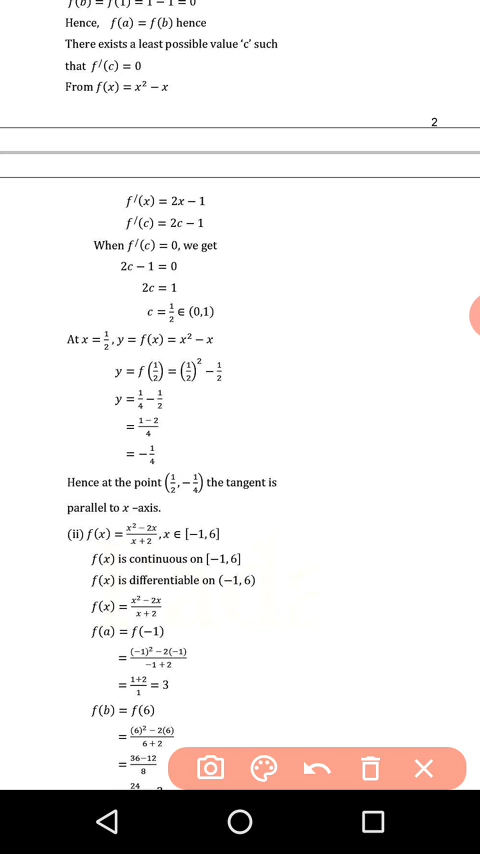 f(b) = f(1) = 1 − 1 = 0
Hence, f(a) = f(b) hence
There exists a least possible value ‘c’ such
that f/(c) = 0
From f(x) = x² − x
2
f/(x) = 2x − 1
f/(c) = 2c − 1
When f/(c) = 0, we get
2c − 1 = 0
2c = 1
c = 1/2 ∈ (0,1)
At x = 1/2, y = f(x) = x² − x
y = f(1/2) = (1/2)² − 1/2
y = 1/4 − 1/2
= (1−2)/4
= −1/4
Hence at the point (1/2, −1/4) the tangent is
parallel to x –axis.
(ii) f(x) = (x² − 2x)/(x + 2), x ∈ [−1,6]
f(x) is continuous on [−1,6]
f(x) is differentiable on (−1,6)
f(x) = (x² − 2x)/(x + 2)
f(a) = f(−1)
= ((−1)² − 2(−1))/(−1 + 2)
= (1+2)/1 = 3
f(b) = f(6)
= ((6)² − 2(6))/(6 + 2)
= (36−12)/8
24